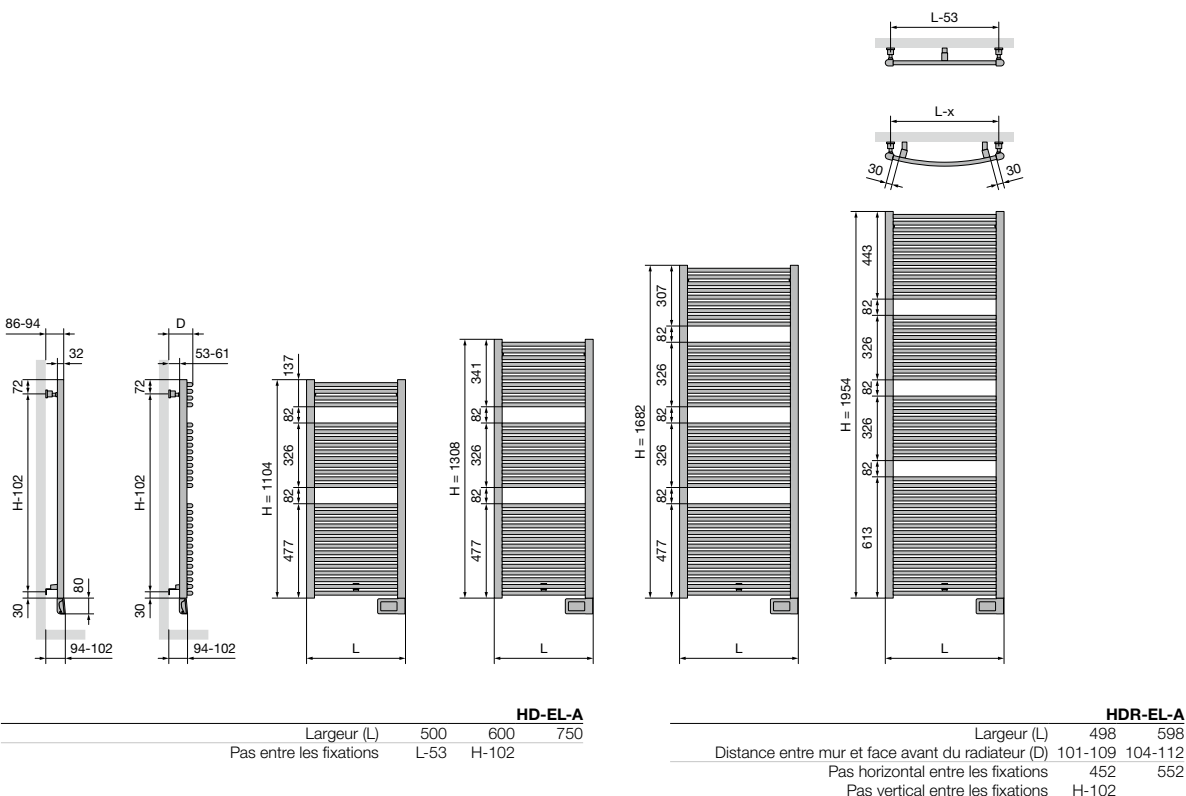 L-53
L-x
30 30
86-94
32
72
H-102
30
80
94-102
D
53-61
72
H-102
30
94-102
H = 1104
137
82
326
82
477
L
H = 1308
341
82
326
82
477
L
H = 1682
307
82
326
82
326
82
477
L
H = 1954
443
82
326
82
326
82
613
L
HD-EL-A
Largeur (L) 500 600 750
Pas entre les fixations L-53 H-102
HDR-EL-A
Largeur (L) 498 598
Distance entre mur et face avant du radiateur (D) 101-109 104-112
Pas horizontal entre les fixations 452 552
Pas vertical entre les fixations H-102